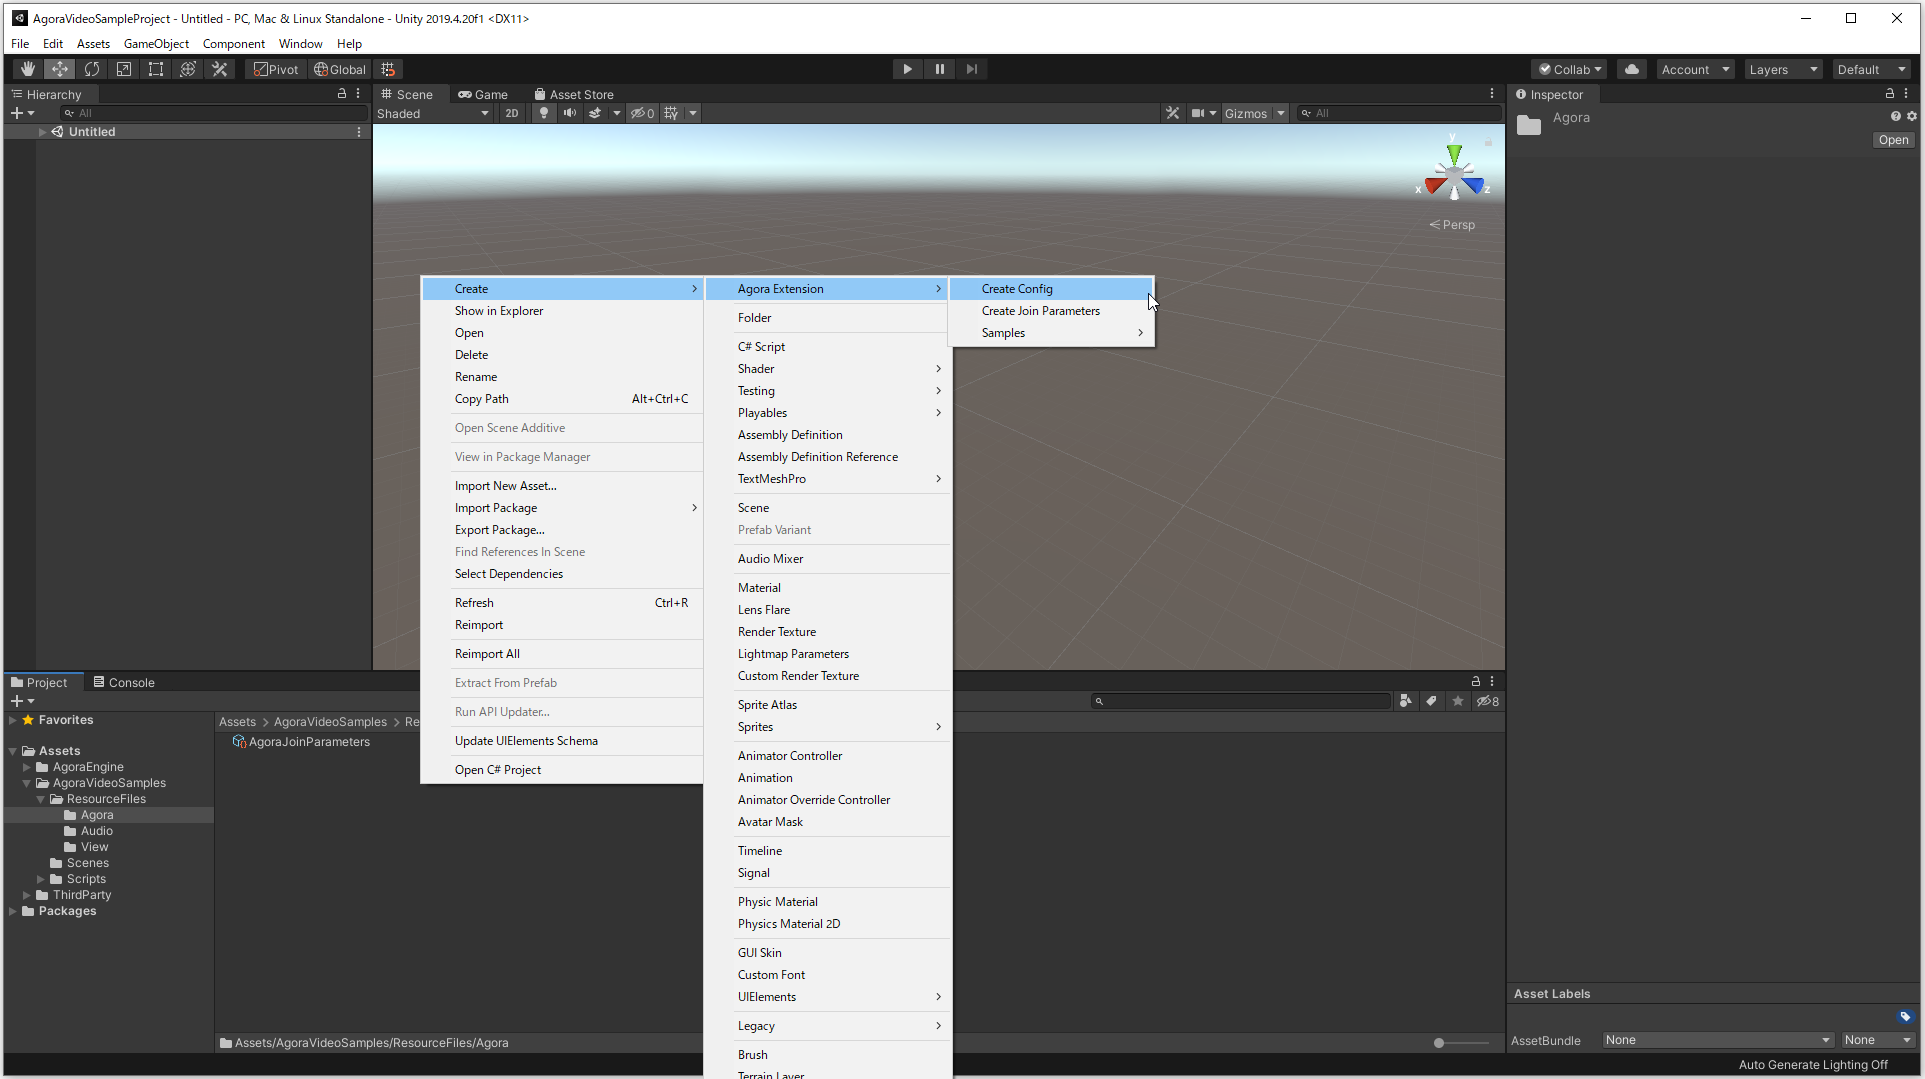 AgoraVideoSampleProject - Untitled - PC, Mac & Linux Standalone - Unity 2019.4.20f1 <DX11>
File Edit Assets GameObject Component Window Help
Pivot Global Collab Account Layers Default
Hierarchy
All
Untitled
Scene Game Asset Store
Shaded 2D 0 Gizmos All
y
x z
Persp
Inspector
Agora
Open
Create
Show in Explorer
Open
Delete
Rename
Copy Path Alt+Ctrl+C
Open Scene Additive
View in Package Manager
Import New Asset...
Import Package
Export Package...
Find References In Scene
Select Dependencies
Refresh Ctrl+R
Reimport
Reimport All
Extract From Prefab
Run API Updater...
Update UIElements Schema
Open C# Project
Agora Extension
Folder
C# Script
Shader
Testing
Playables
Assembly Definition
Assembly Definition Reference
TextMeshPro
Scene
Prefab Variant
Audio Mixer
Material
Lens Flare
Render Texture
Lightmap Parameters
Custom Render Texture
Sprite Atlas
Sprites
Animator Controller
Animation
Animator Override Controller
Avatar Mask
Timeline
Signal
Physic Material
Physics Material 2D
GUI Skin
Custom Font
UIElements
Legacy
Brush
Terrain Layer
Create Config
Create Join Parameters
Samples
Project Console
8
Favorites
Assets
AgoraEngine
AgoraVideoSamples
ResourceFiles
Agora
Audio
View
Scenes
Scripts
ThirdParty
Packages
Assets > AgoraVideoSamples > Re
AgoraJoinParameters
Assets/AgoraVideoSamples/ResourceFiles/Agora
Asset Labels
AssetBundle None None
Auto Generate Lighting Off